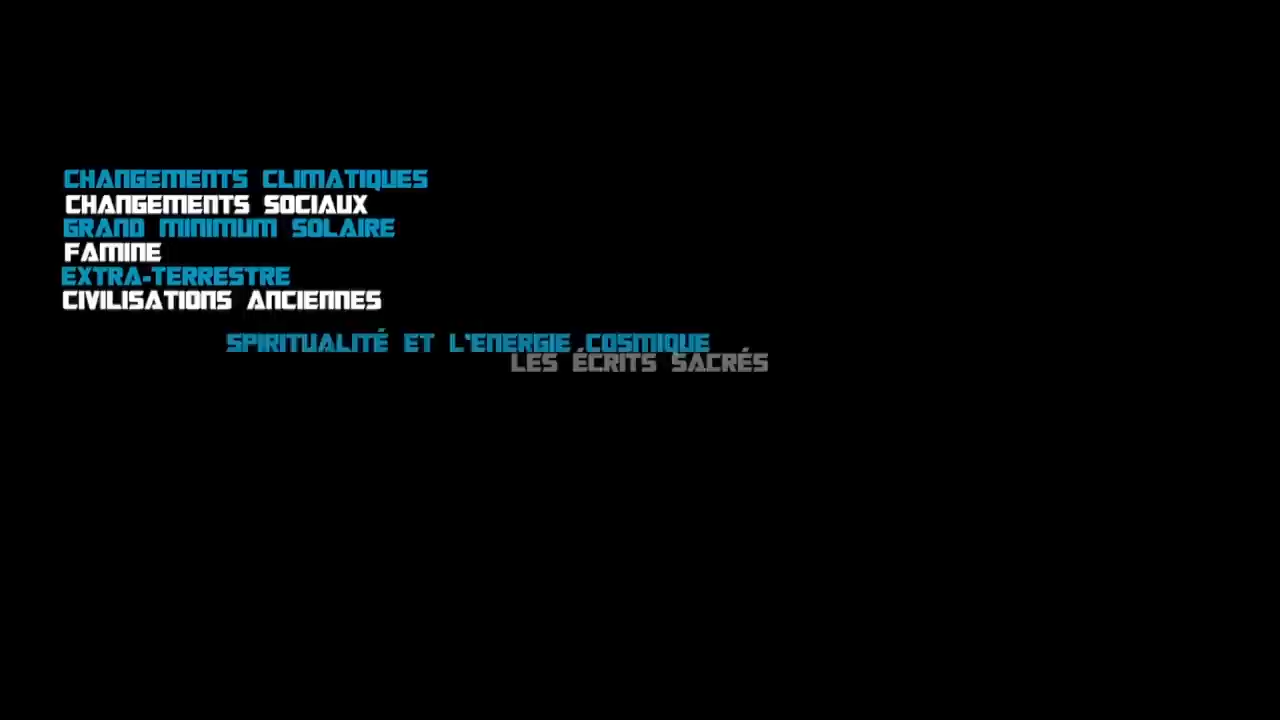 CHANGEMENTS CLIMATIQUES
CHANGEMENTS SOCIAUX
GRAND MINIMUM SOLAIRE
FAMINE
EXTRA-TERRESTRE
CIVILISATIONS ANCIENNES
SPIRITUALITÉ ET L'ENERGIE COSMIQUE
LES ÉCRITS SACRÉS